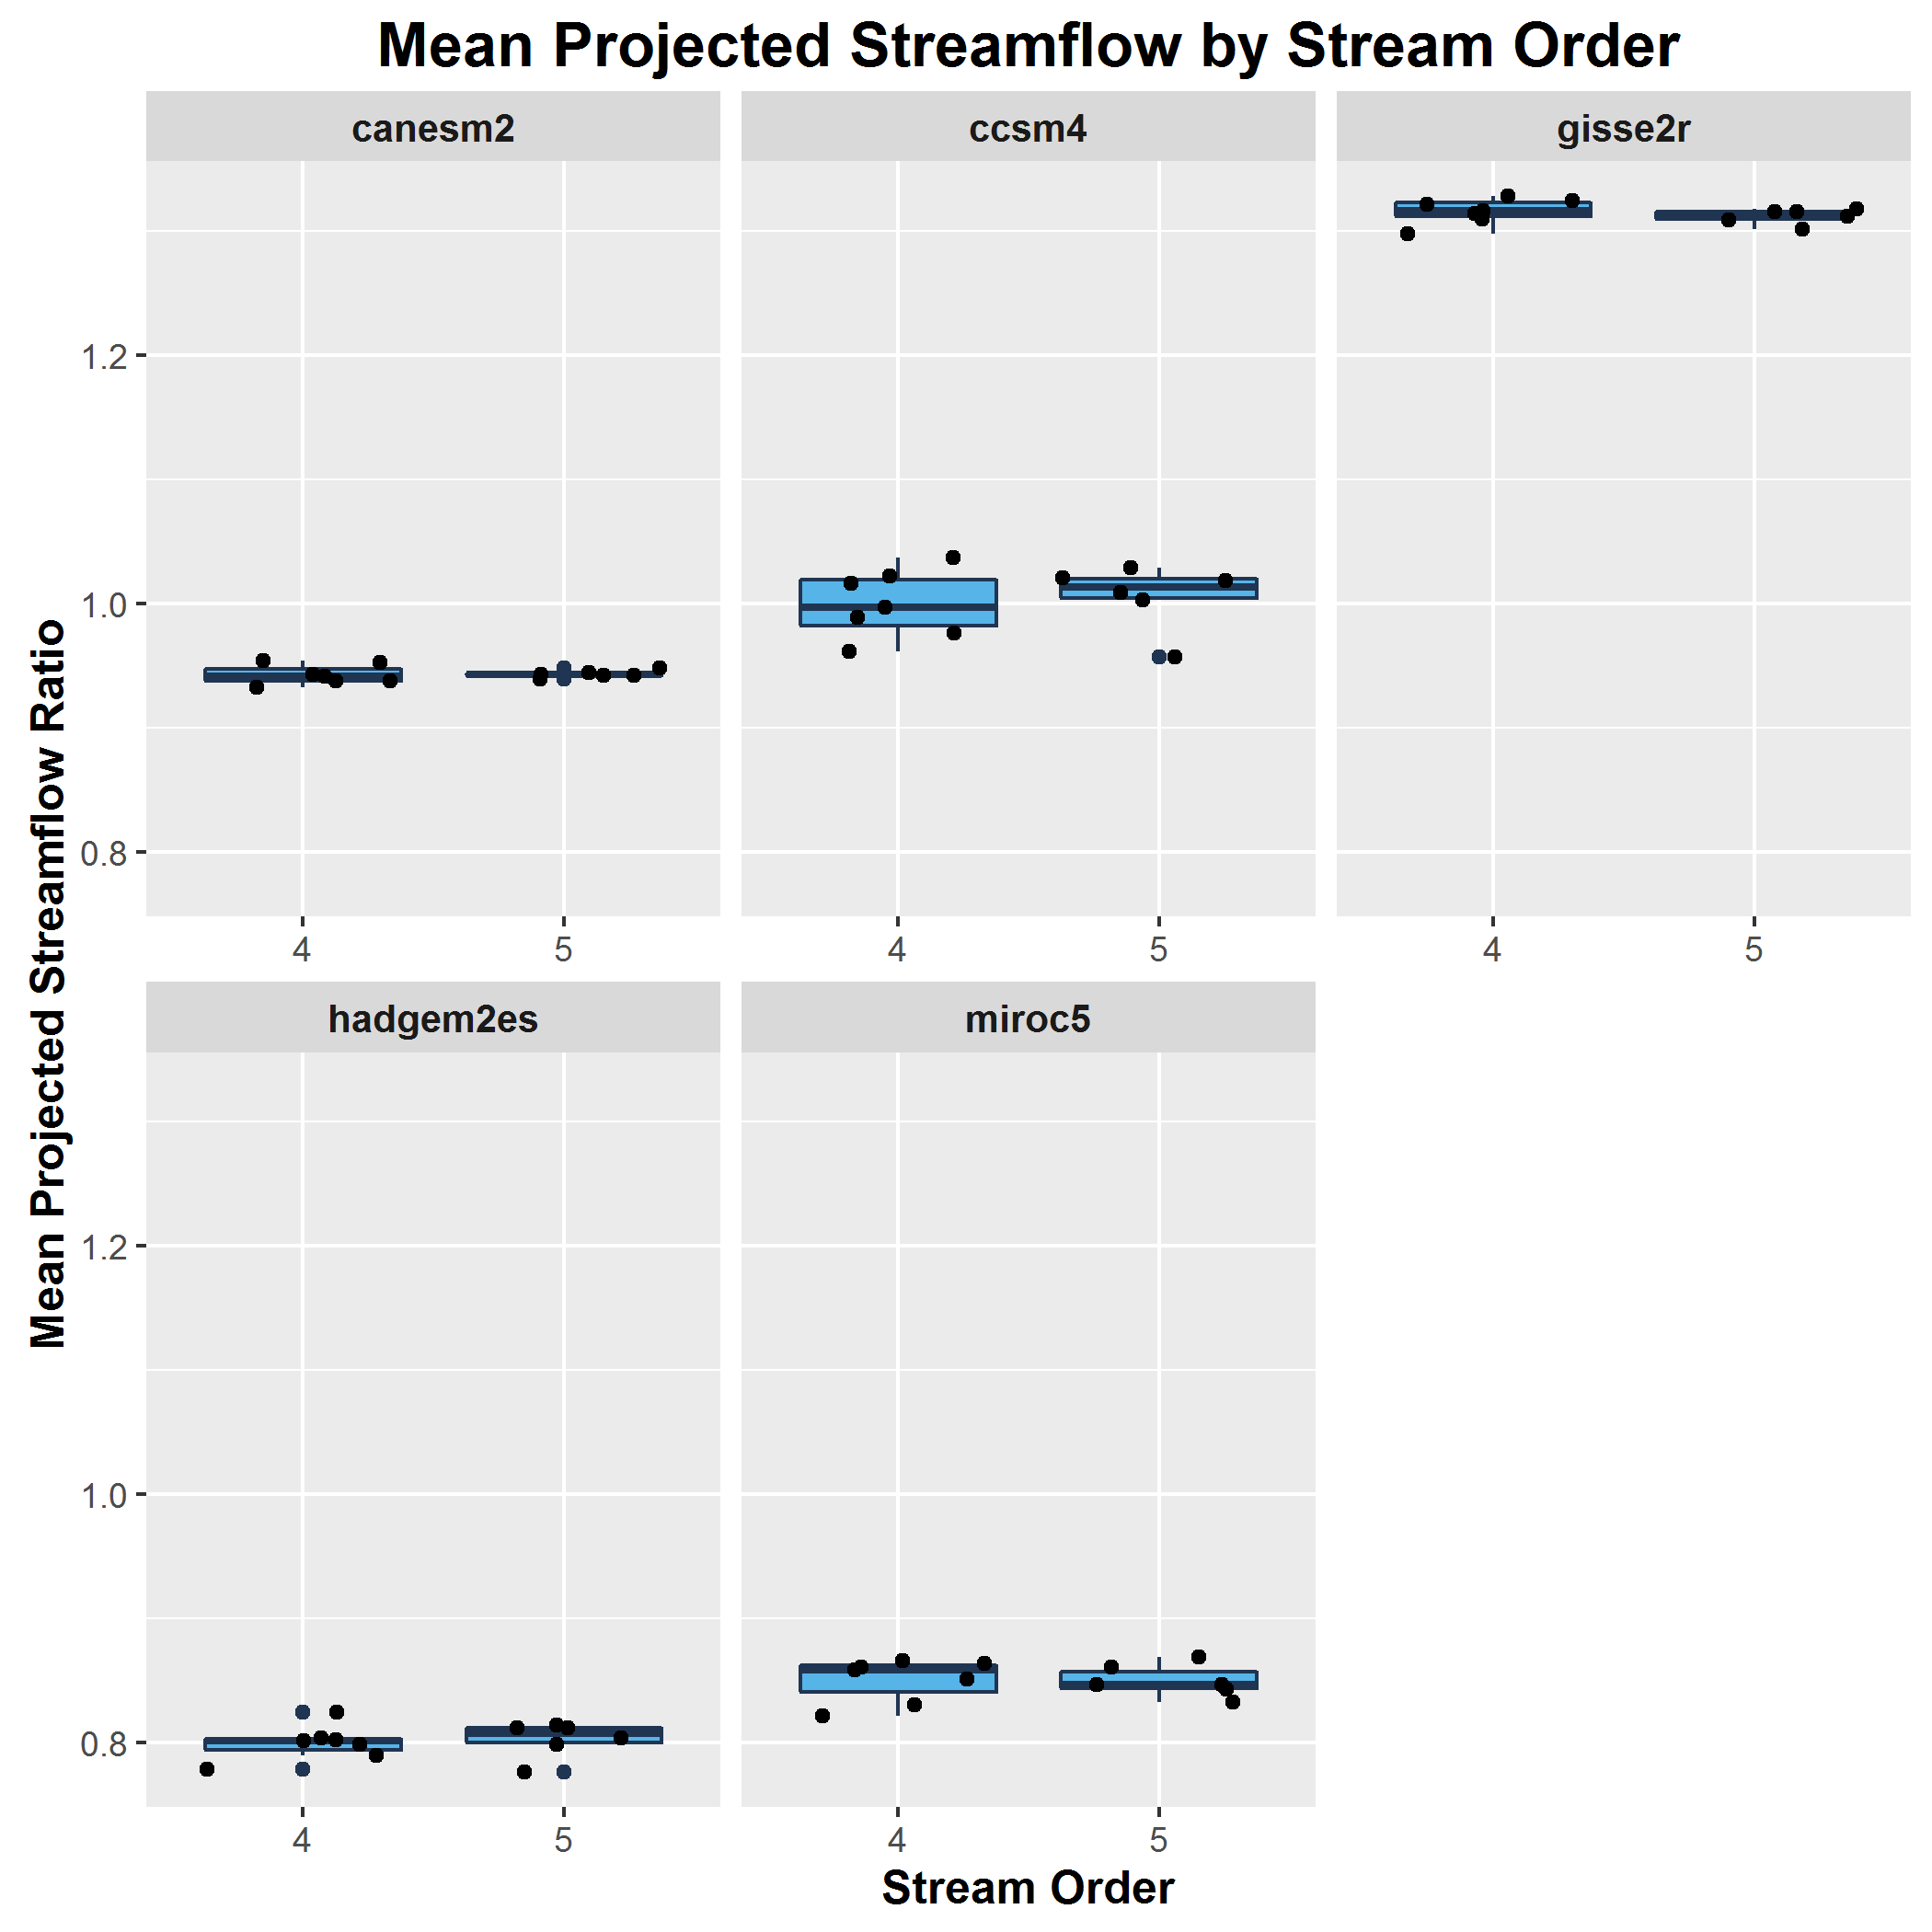 Mean Projected Streamflow by Stream Order
canesm2
ccsm4
gisse2r
1.2
1.0
0.8
4
5
4
5
4
5
Mean Projected Streamflow Ratio
hadgem2es
miroc5
1.2
1.0
0.8
4
5
4
5
Stream Order